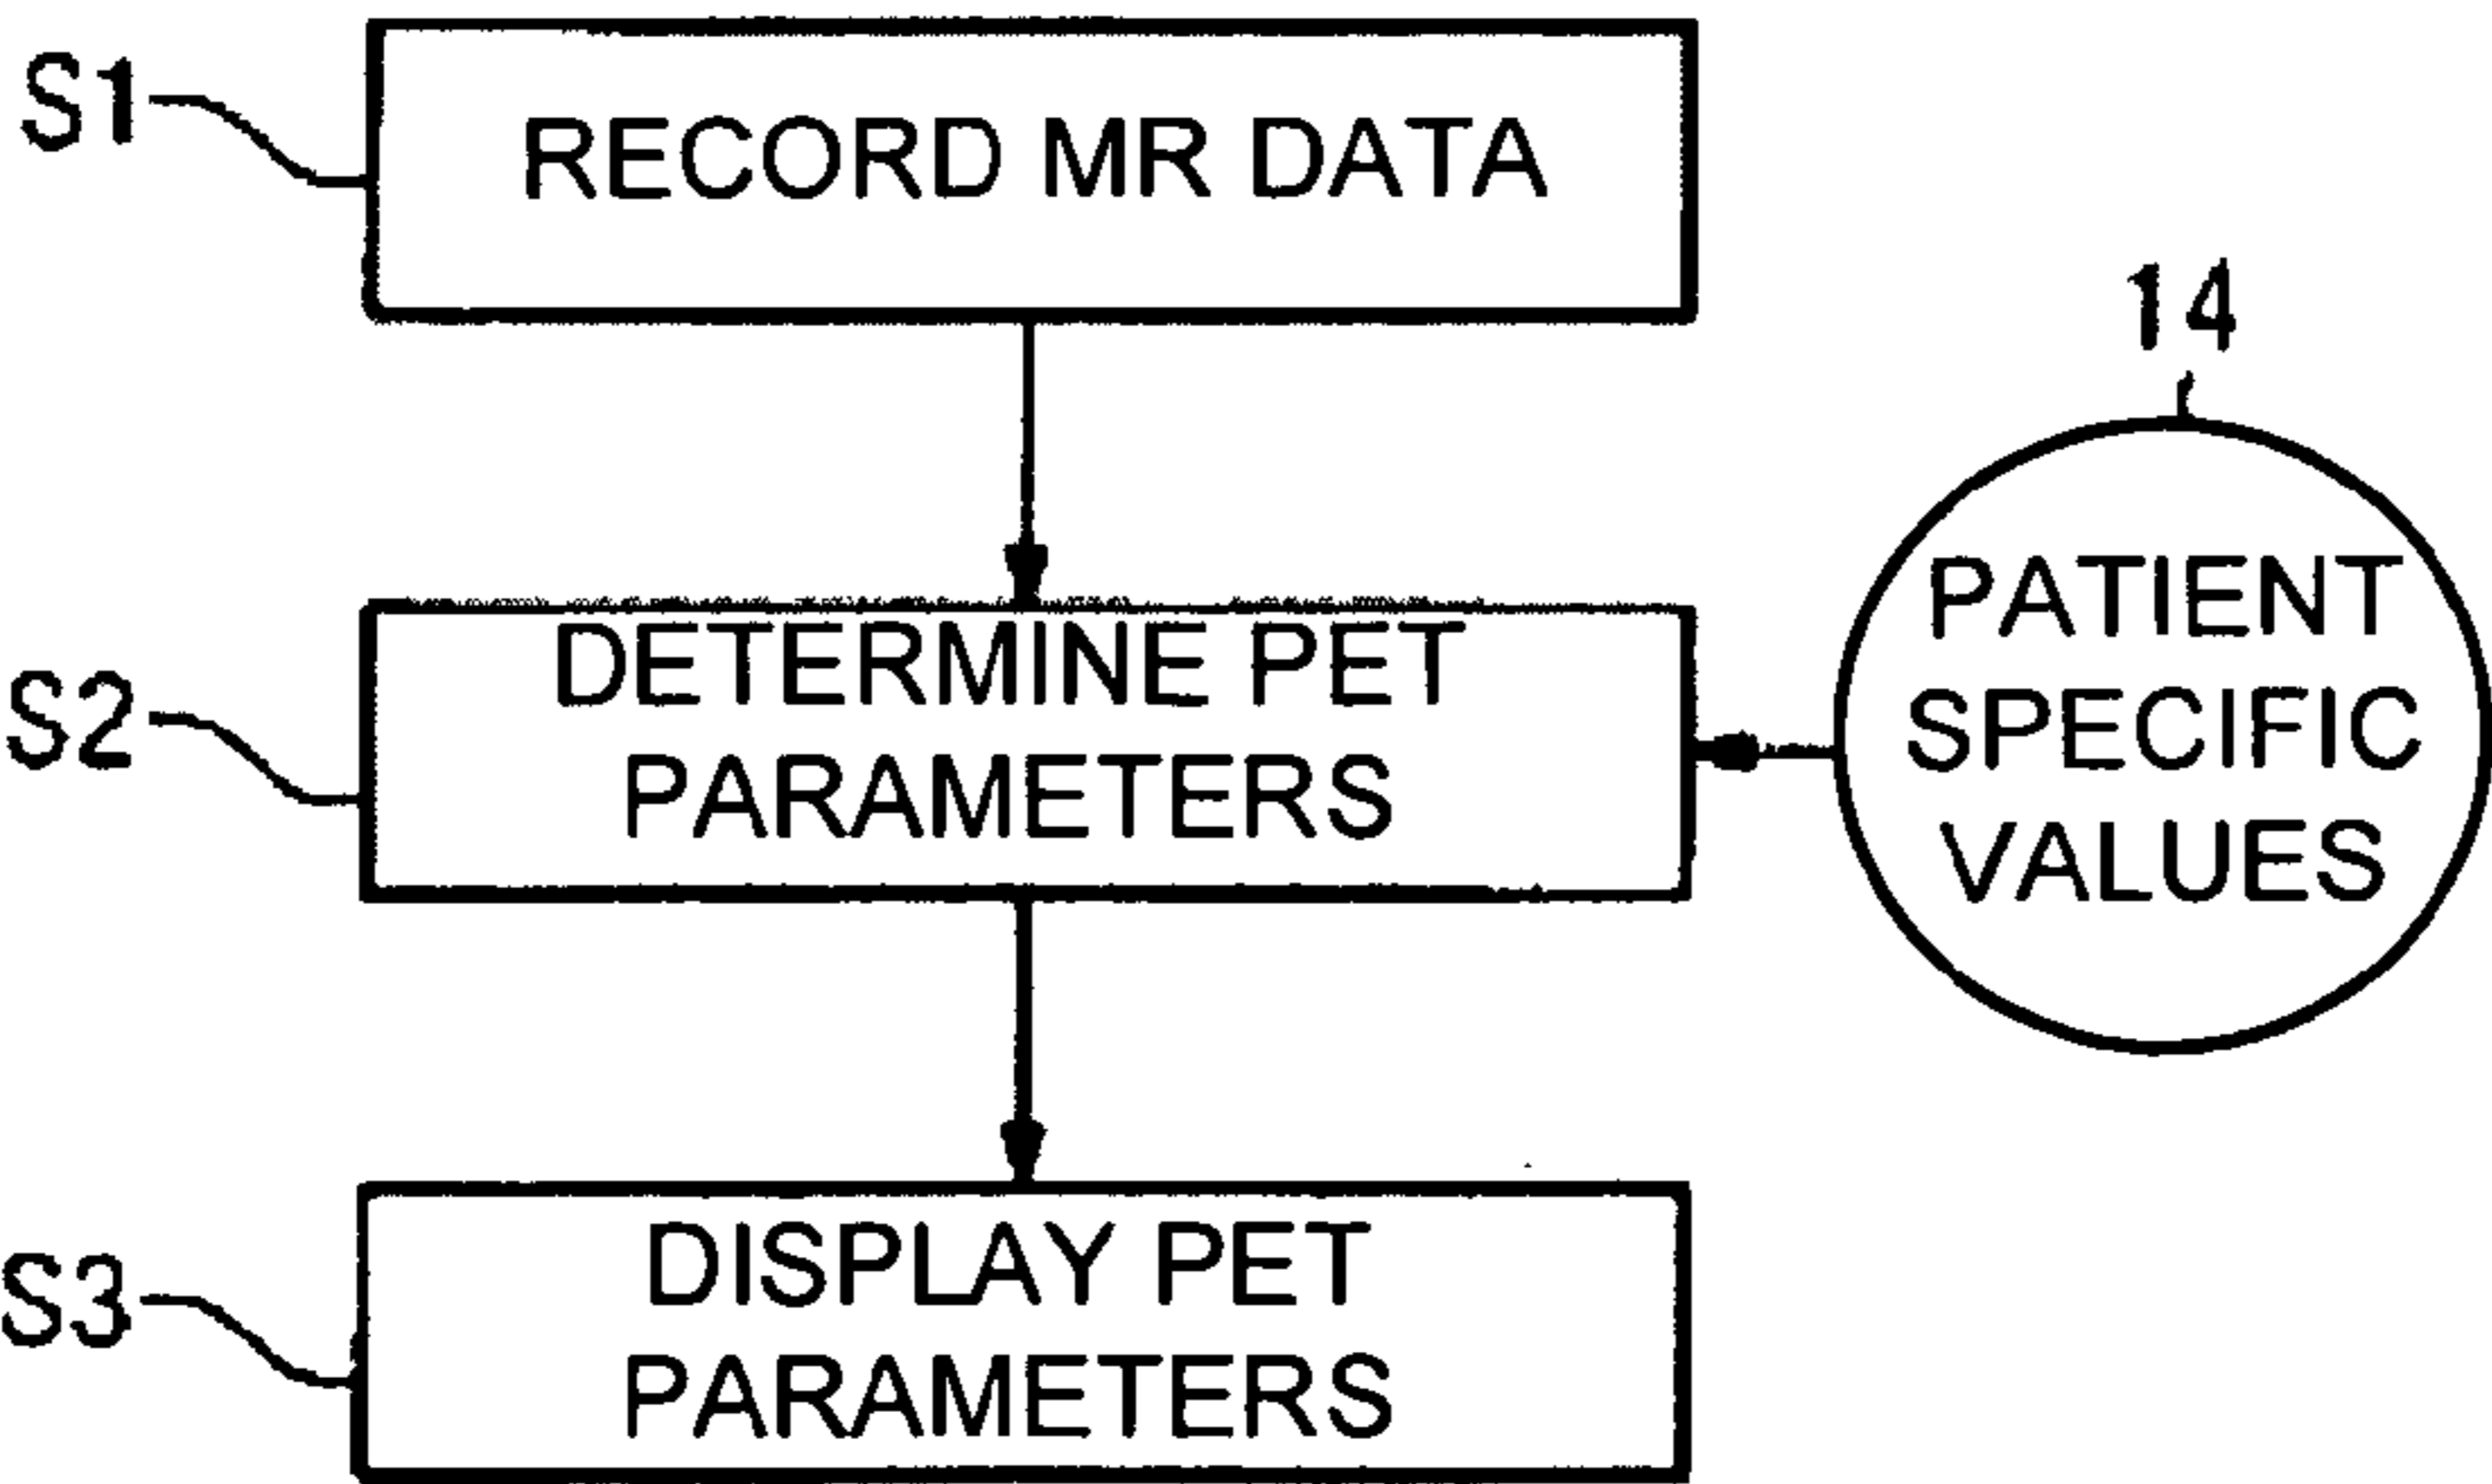 S1
RECORD MR DATA
14
PATIENT
SPECIFIC
VALUES
S2
DETERMINE PET
PARAMETERS
S3
DISPLAY PET
PARAMETERS